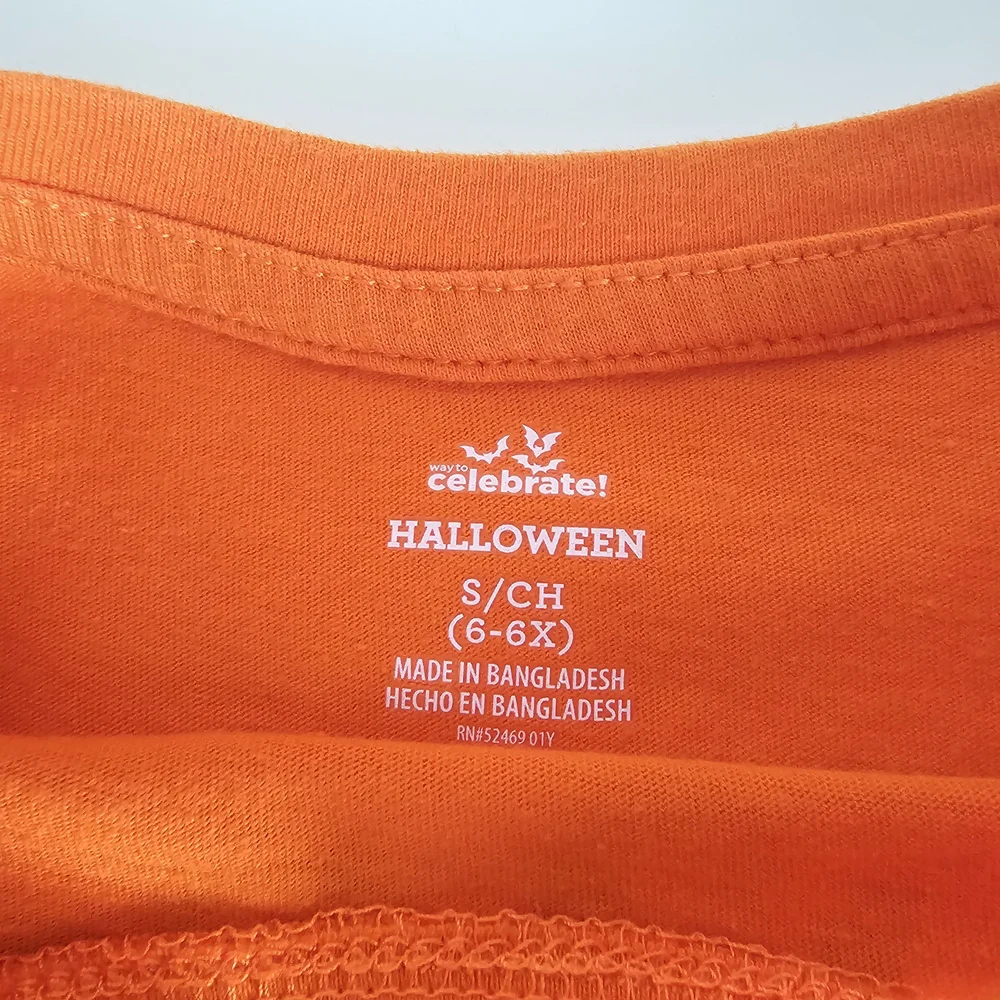 way to
celebrate!
HALLOWEEN
S/CH
(6-6X)
MADE IN BANGLADESH
HECHO EN BANGLADESH
RN#52469 01Y